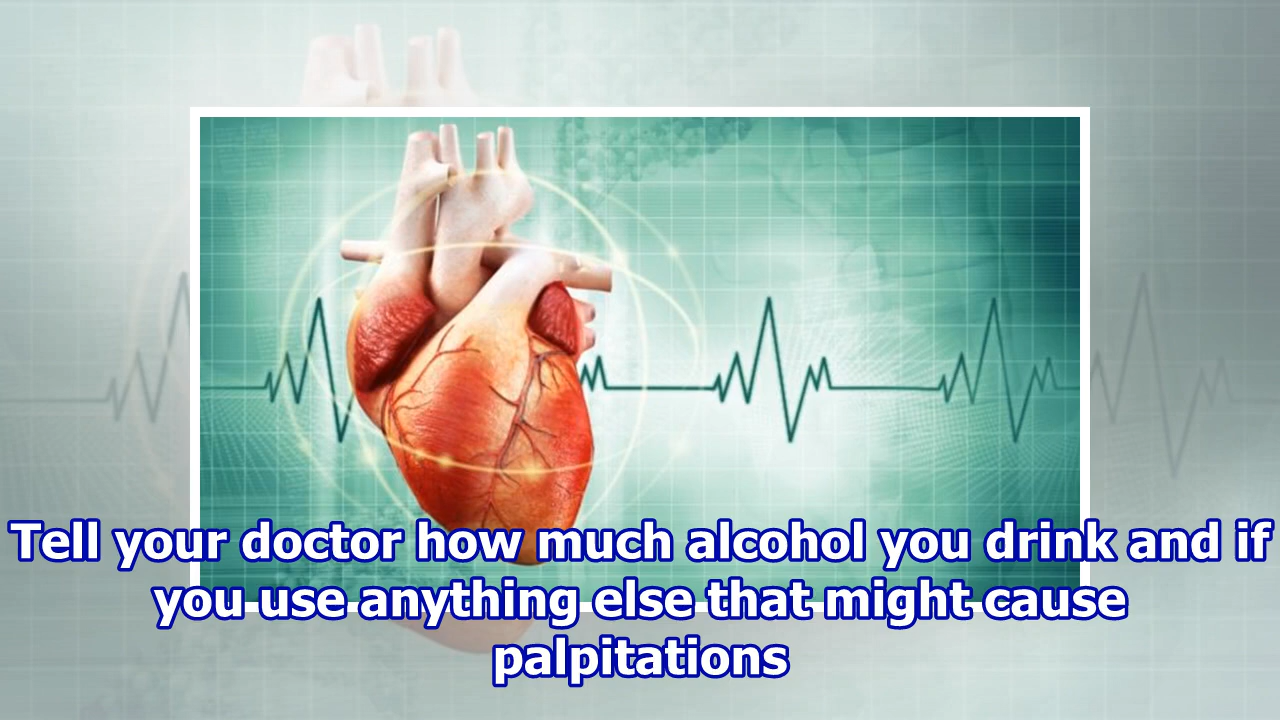 Tell your doctor how much alcohol you drink and if
you use anything else that might cause
palpitations